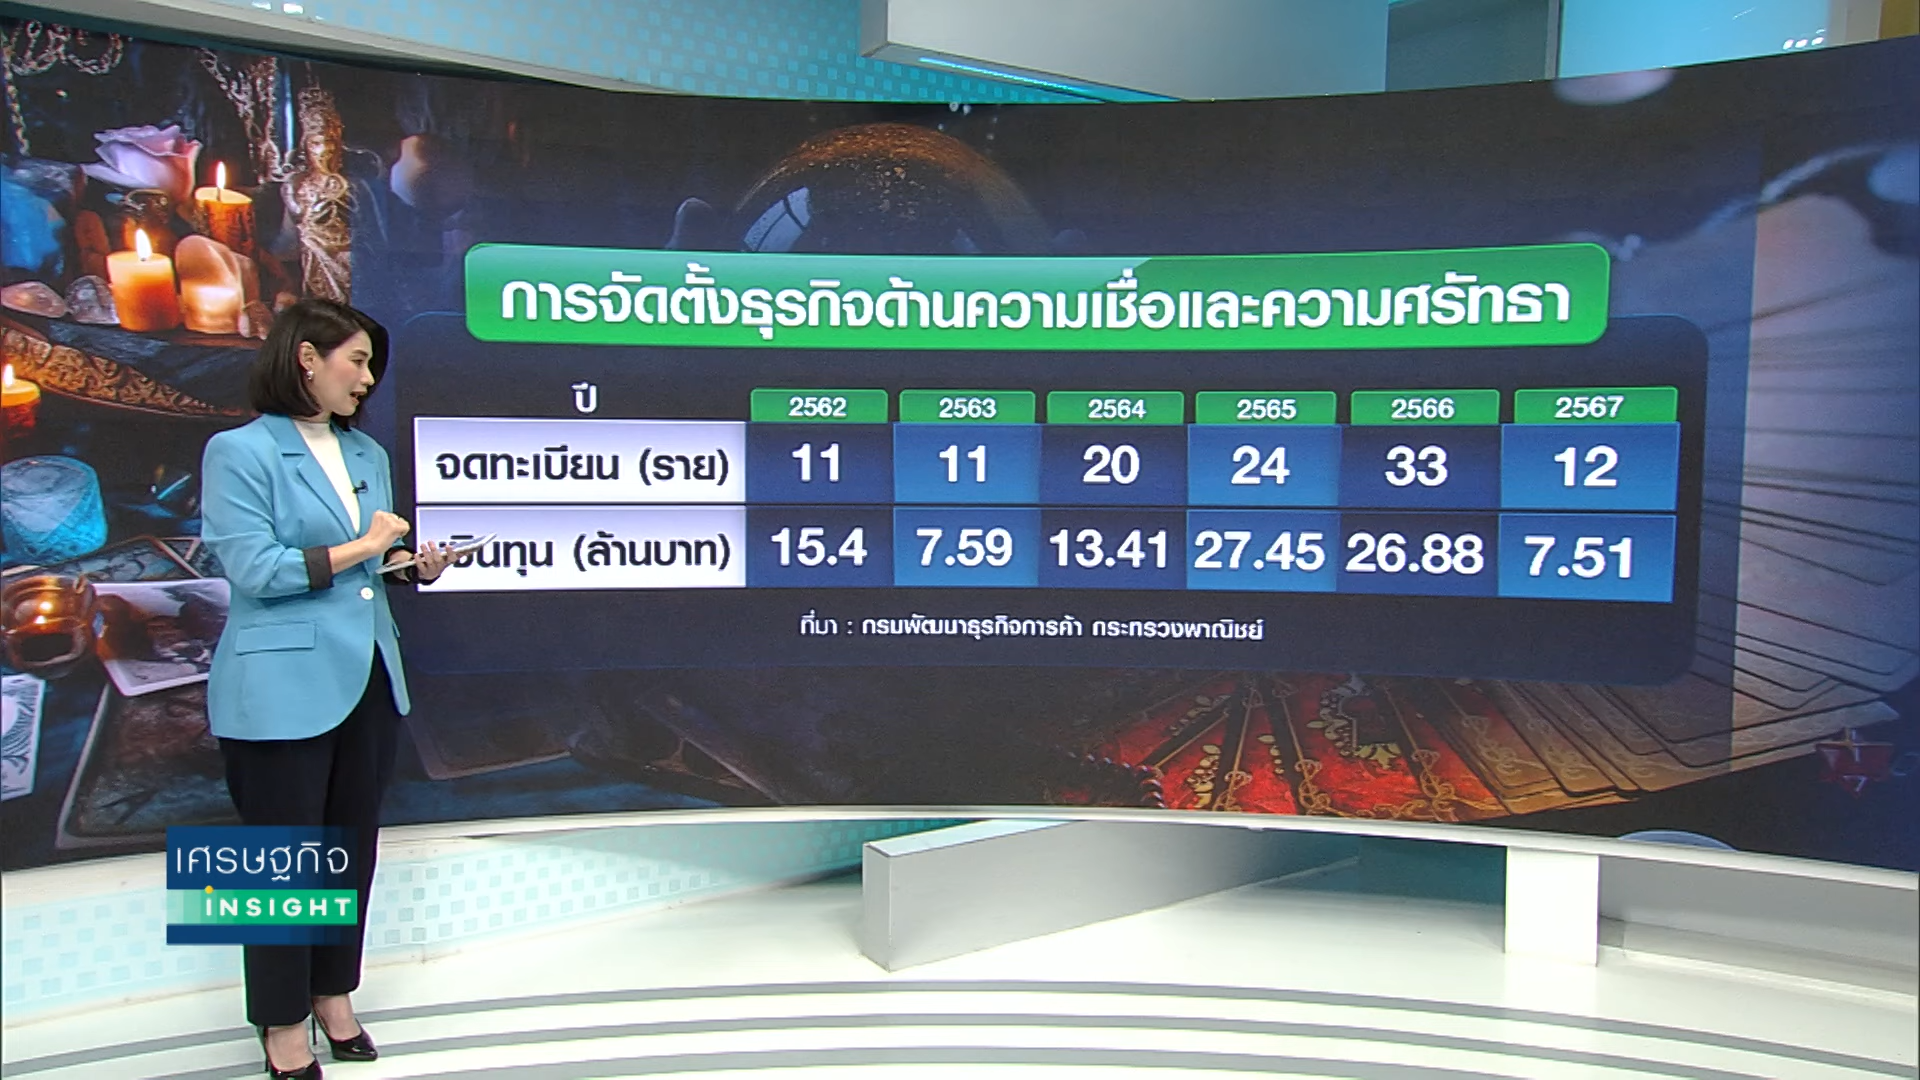 การจัดตั้งธุรกิจด้านความเชื่อและความศรัทธา
ปี 2562 2563 2564 2565 2566 2567
จดทะเบียน (ราย) 11 11 20 24 33 12
(ล้านบาท) 15.4 7.59 13.41 27.45 26.88 7.51
ที่มา : กรมพัฒนาธุรกิจการค้า กระทรวงพาณิชย์
เศรษฐกิจ
INSIGHT